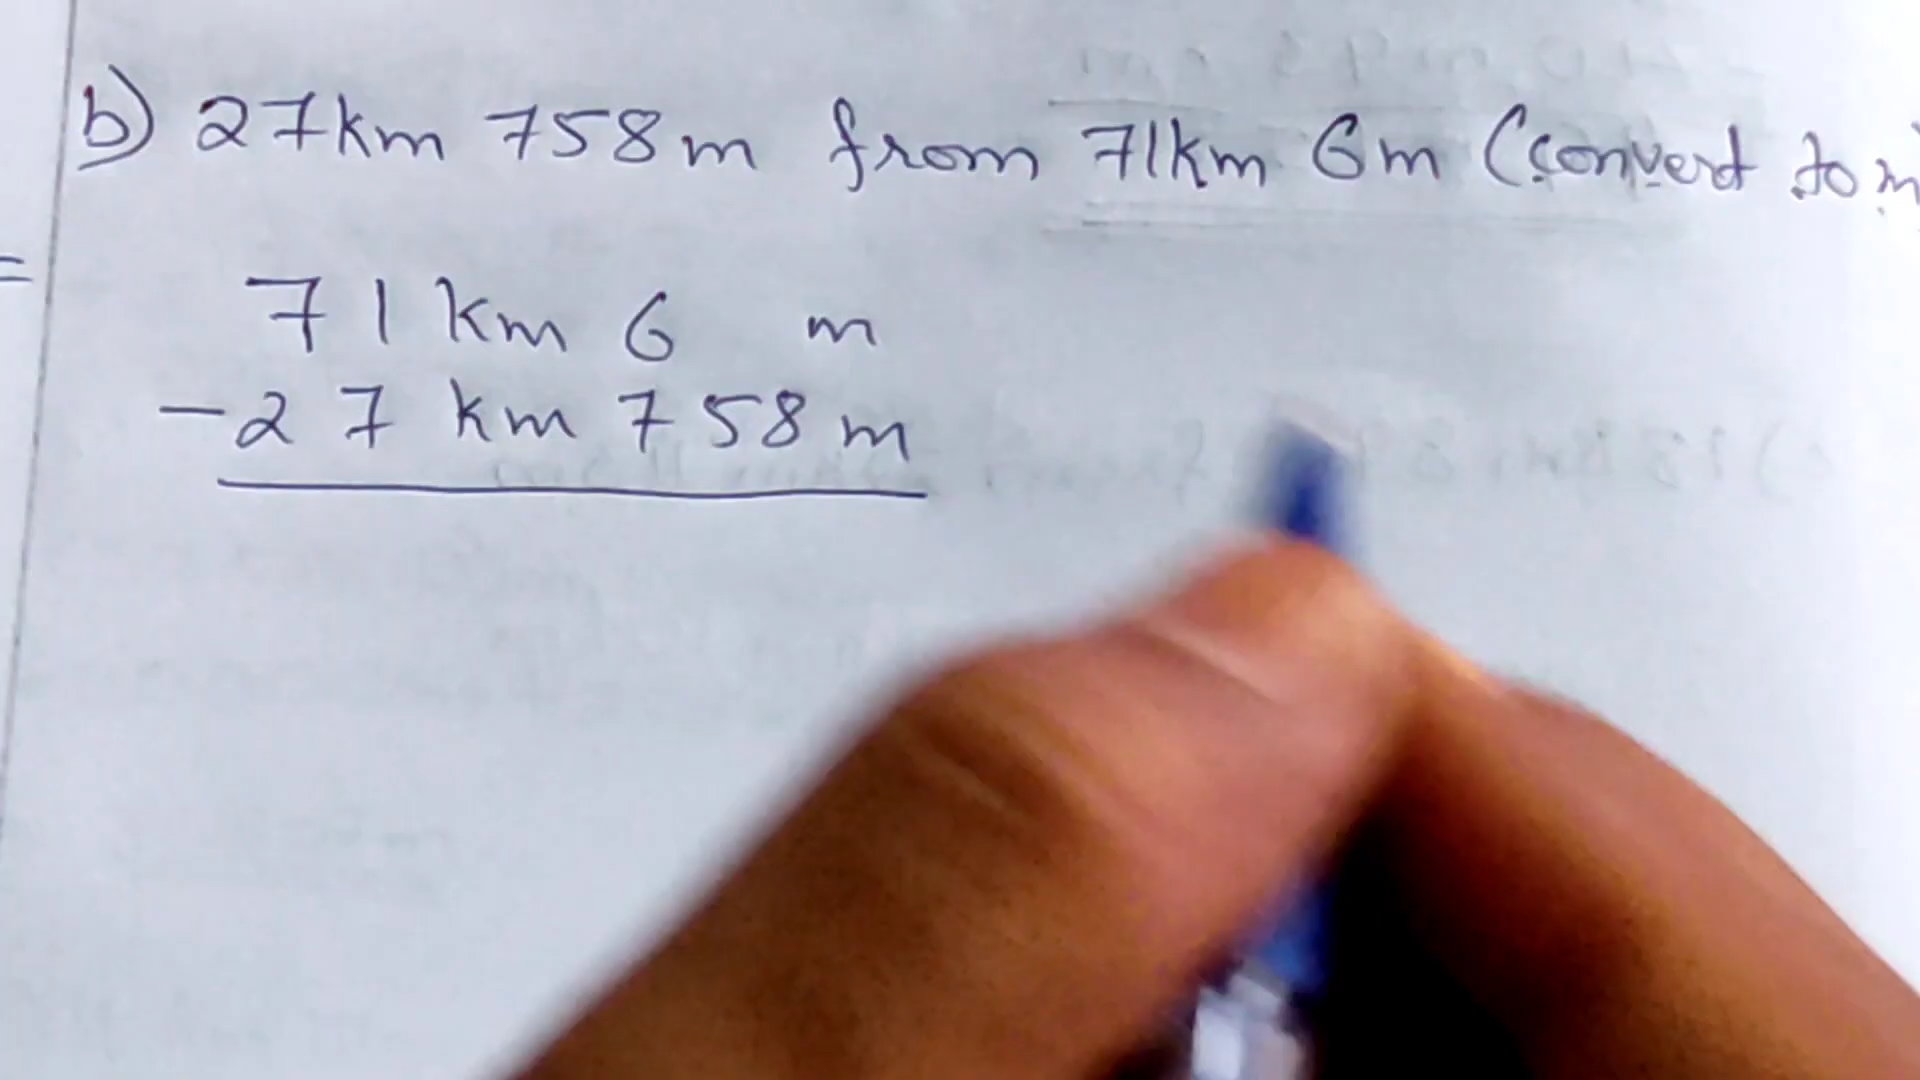 b) 27km 758m from 71km 6m (convert to m
=
71 km 6 m
-27 km 758 m